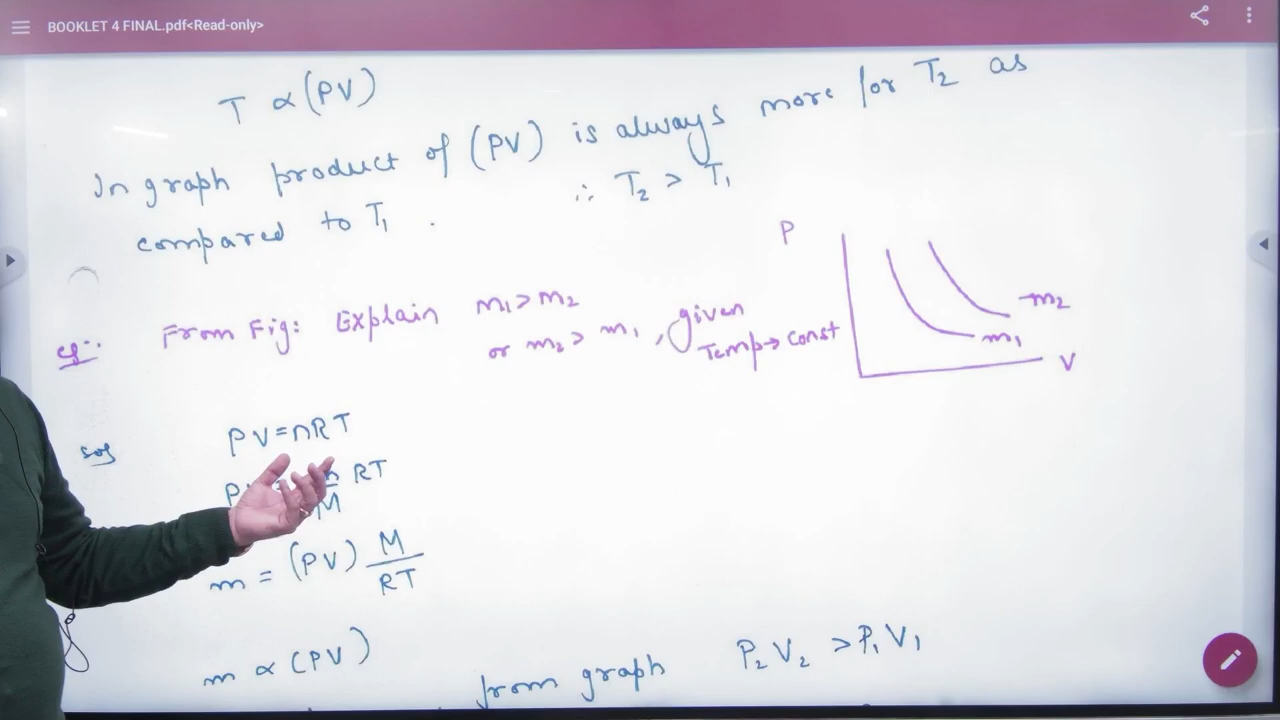 BOOKLET 4 FINAL.pdf<Read-only>
T ∝ (PV)
In graph product of (PV) is always more for T₂ as
compared to T₁ . ∴ T₂ > T₁
P
From Fig: Explain m₁ > m₂
or m₂ > m₁ , given
Temp → const
m₂
m₁
V
PV = nRT
RT
M
m = (PV) M/RT
m ∝ (PV)
from graph P₂V₂ > P₁V₁